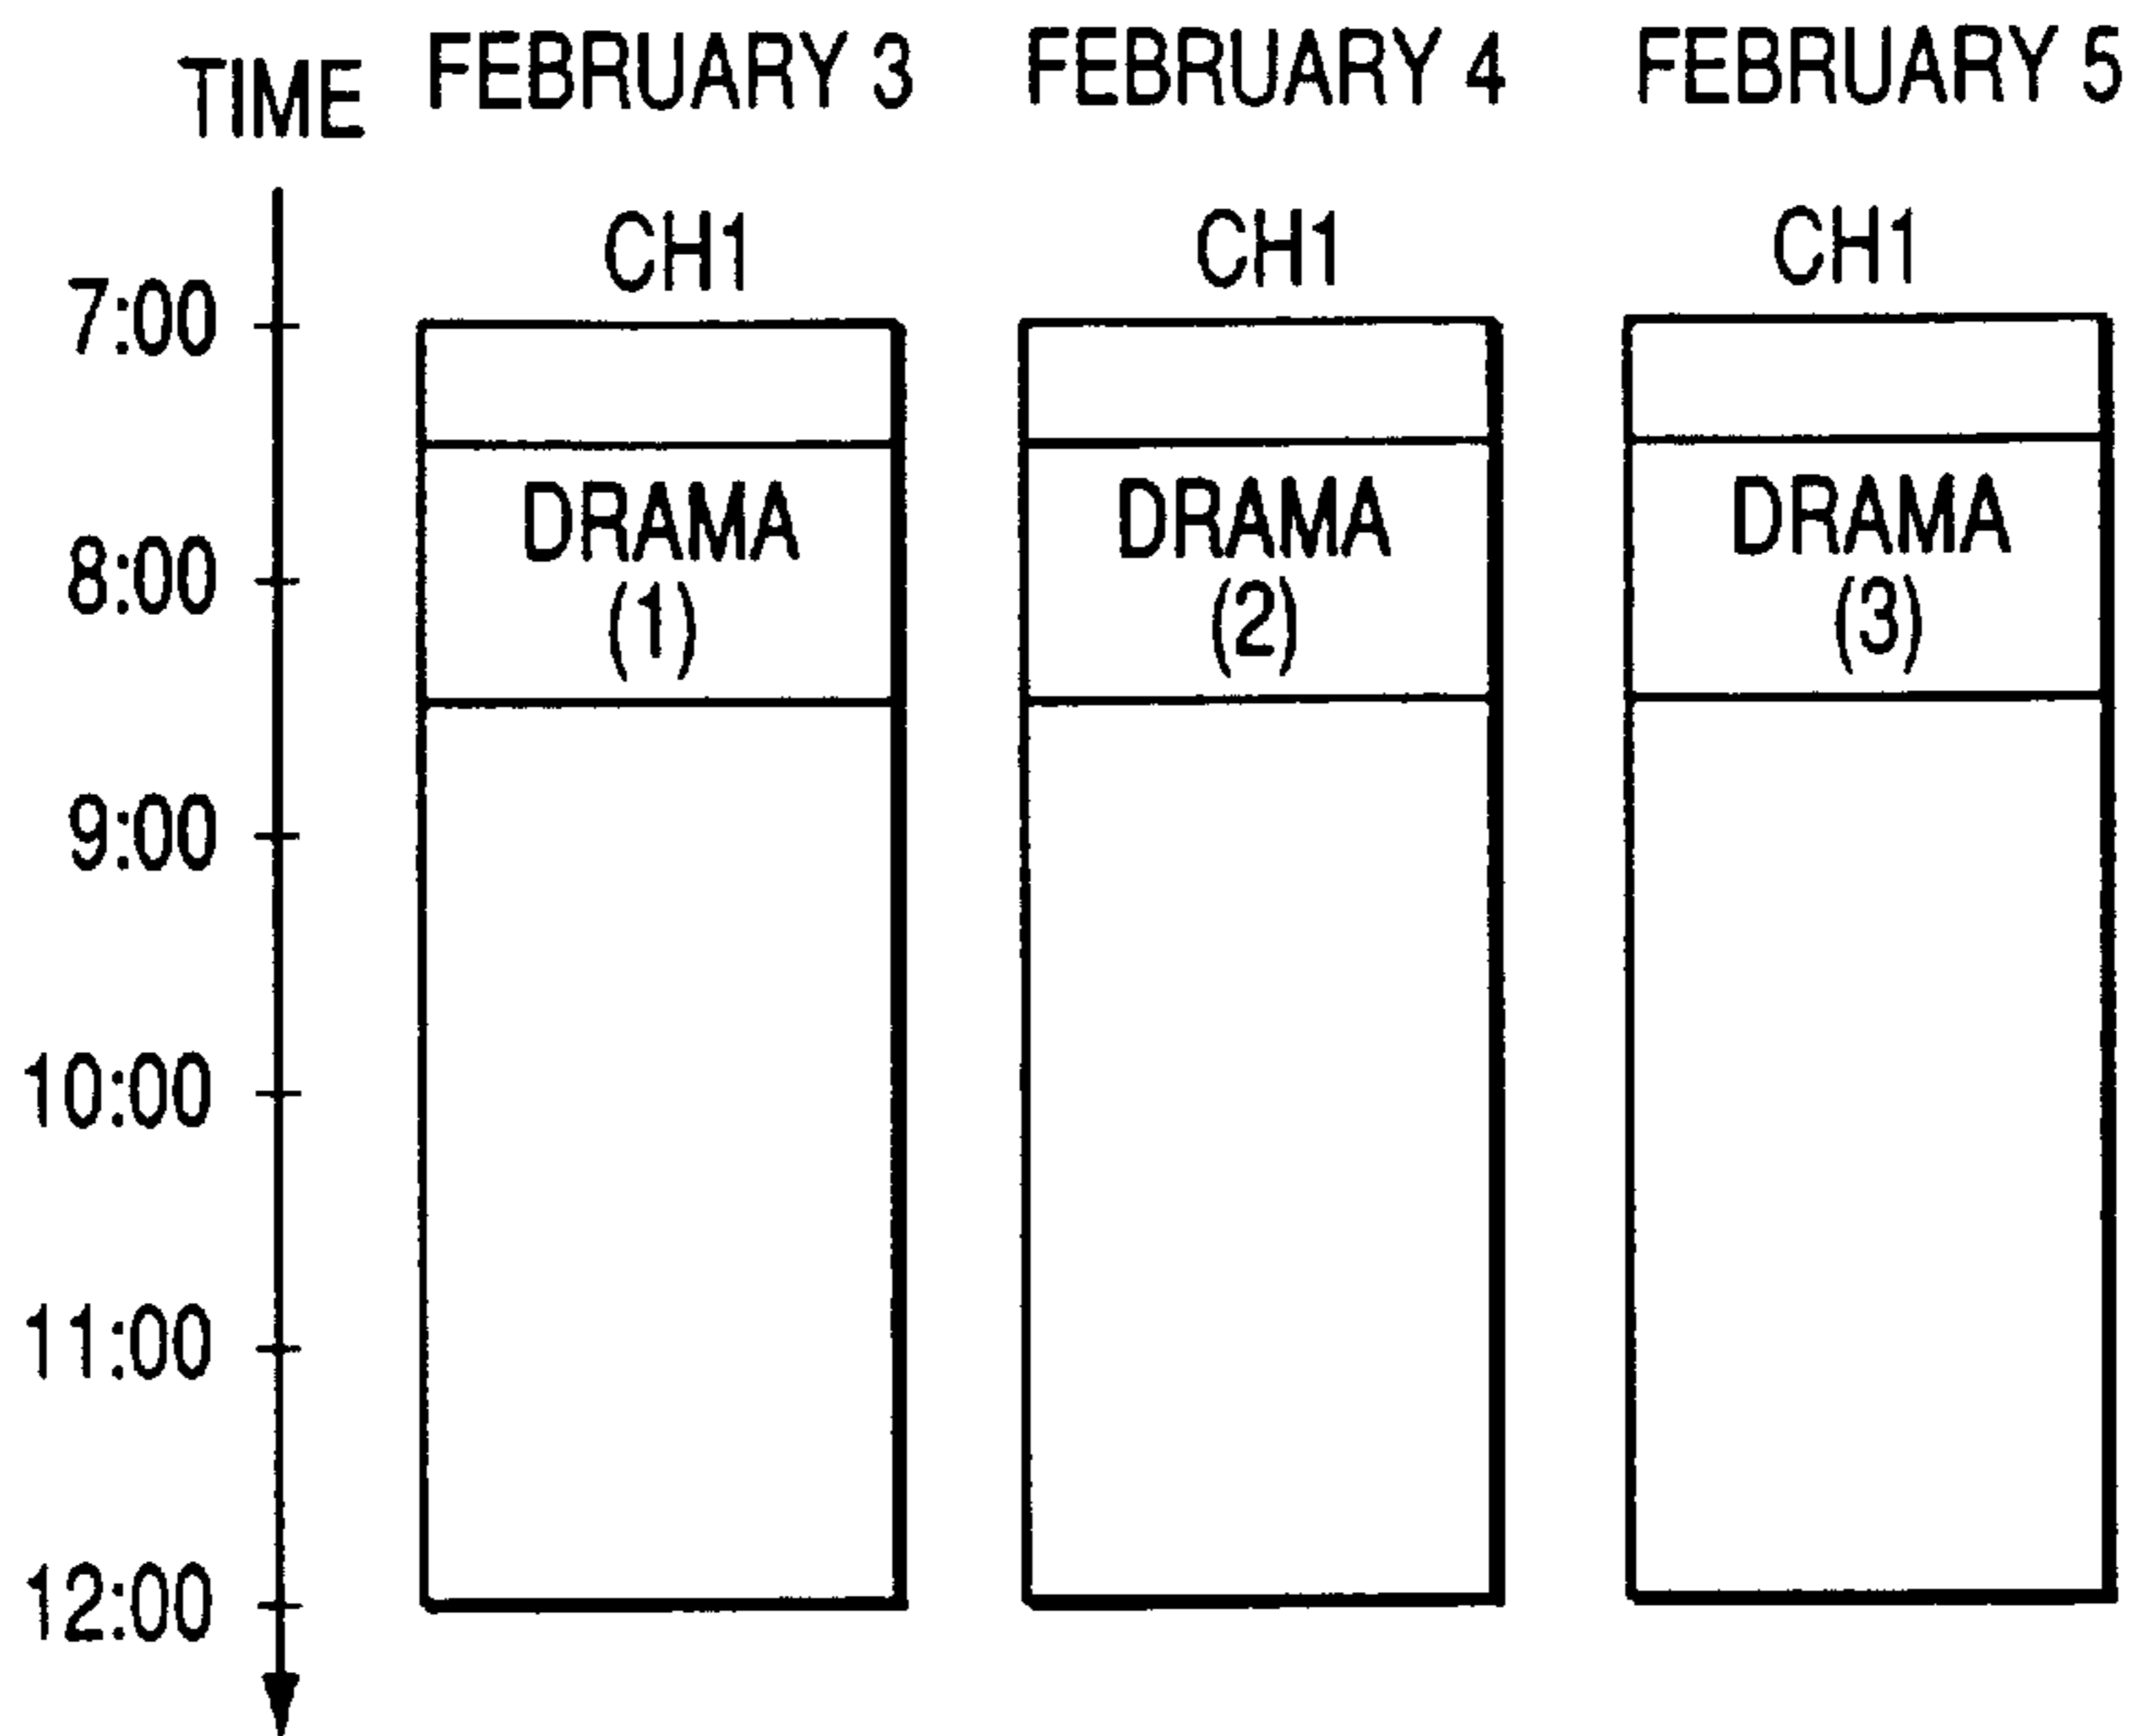 TIME FEBRUARY 3 FEBRUARY 4 FEBRUARY 5
CH1 CH1 CH1
7:00
DRAMA DRAMA DRAMA
8:00
(1) (2) (3)
9:00
10:00
11:00
12:00